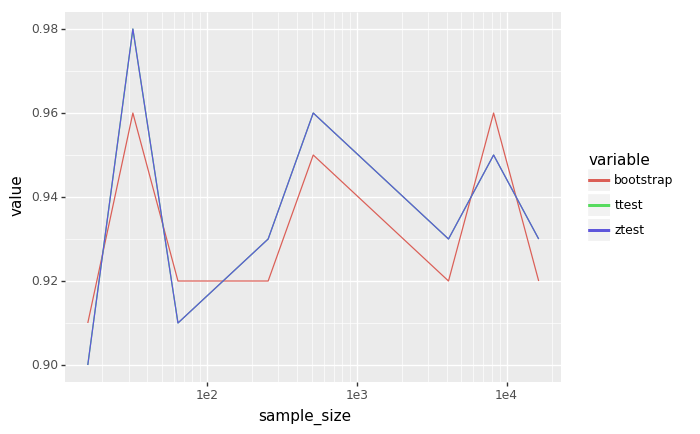 0.98
0.96
0.94
0.92
0.90
value
1e2
1e3
1e4
sample_size
variable
bootstrap
ttest
ztest